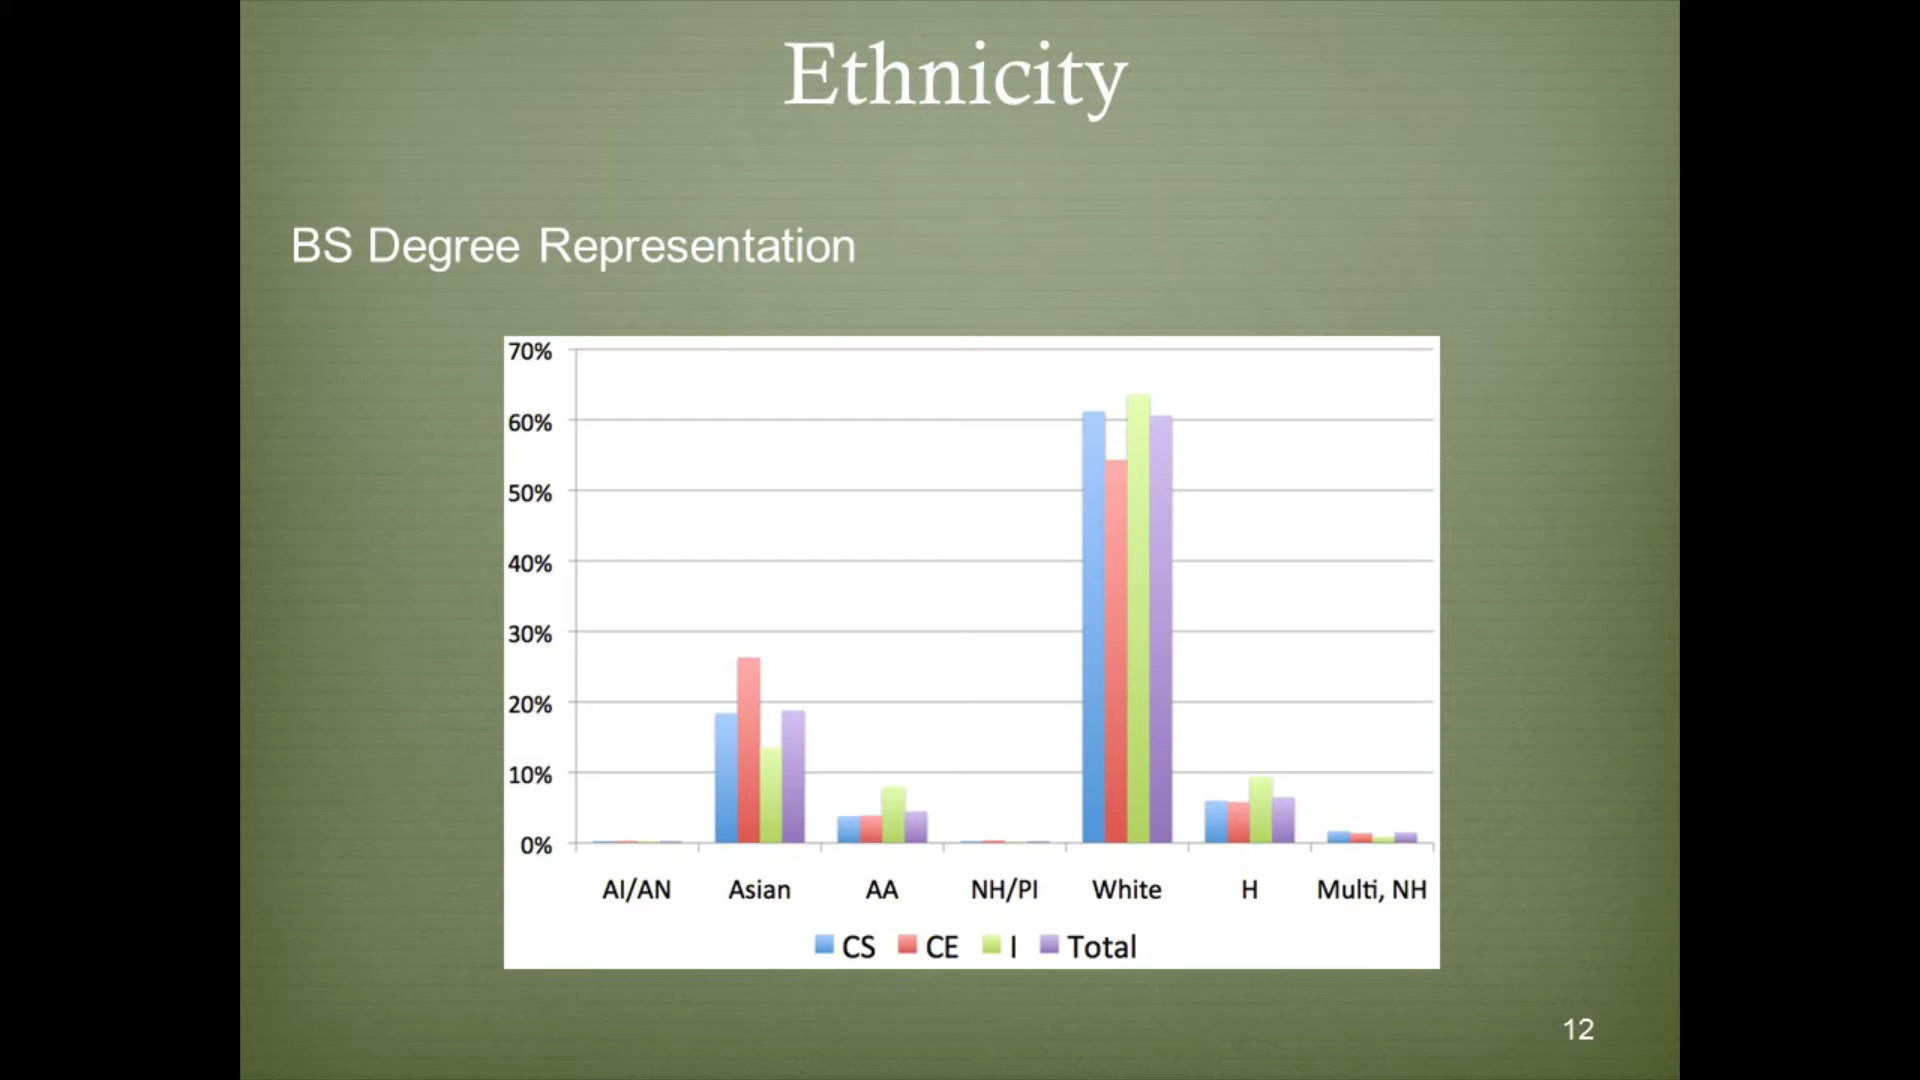 Ethnicity
BS Degree Representation
70%
60%
50%
40%
30%
20%
10%
0%
AI/AN Asian AA NH/PI White H Multi, NH
CS CE I Total
12